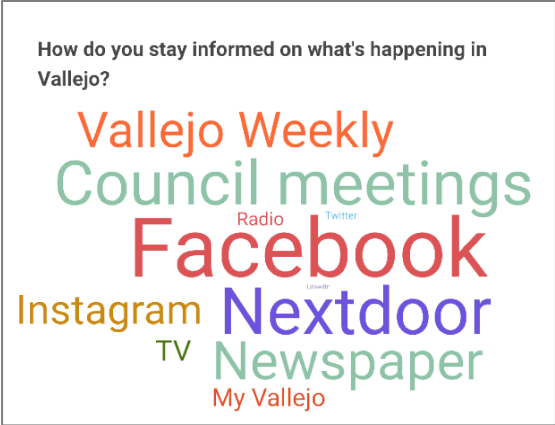 How do you stay informed on what's happening in
Vallejo?
Vallejo Weekly
Council meetings
Radio
Twitter
Facebook
LinkedIn
Instagram
Nextdoor
TV
Newspaper
My Vallejo